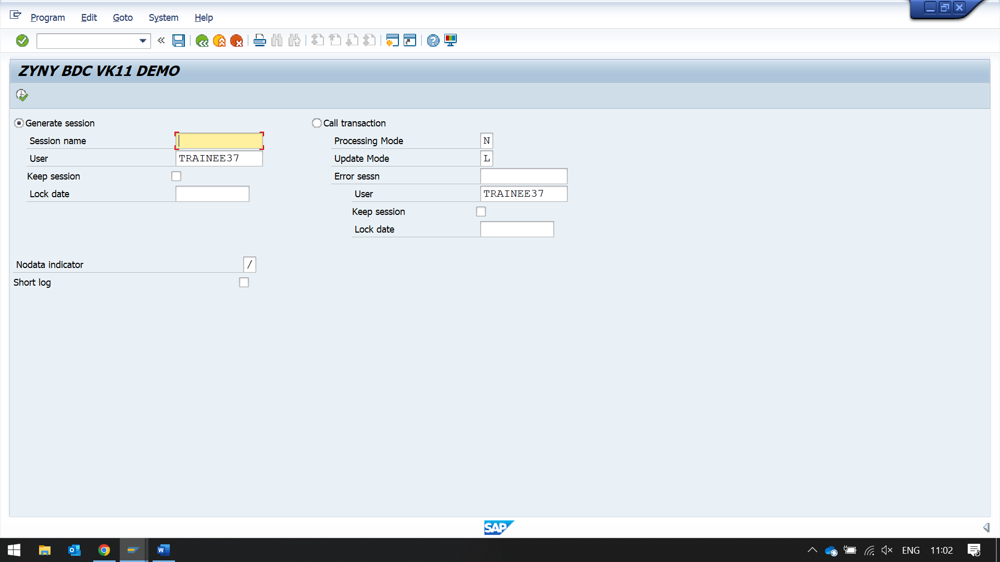 Program Edit Goto System Help
ZYNY BDC VK11 DEMO
Generate session
Call transaction
Session name
Processing Mode N
User TRAINEE37
Update Mode L
Keep session
Error sessn
Lock date
User TRAINEE37
Keep session
Lock date
Nodata indicator /
Short log
SAP
ENG 11:02